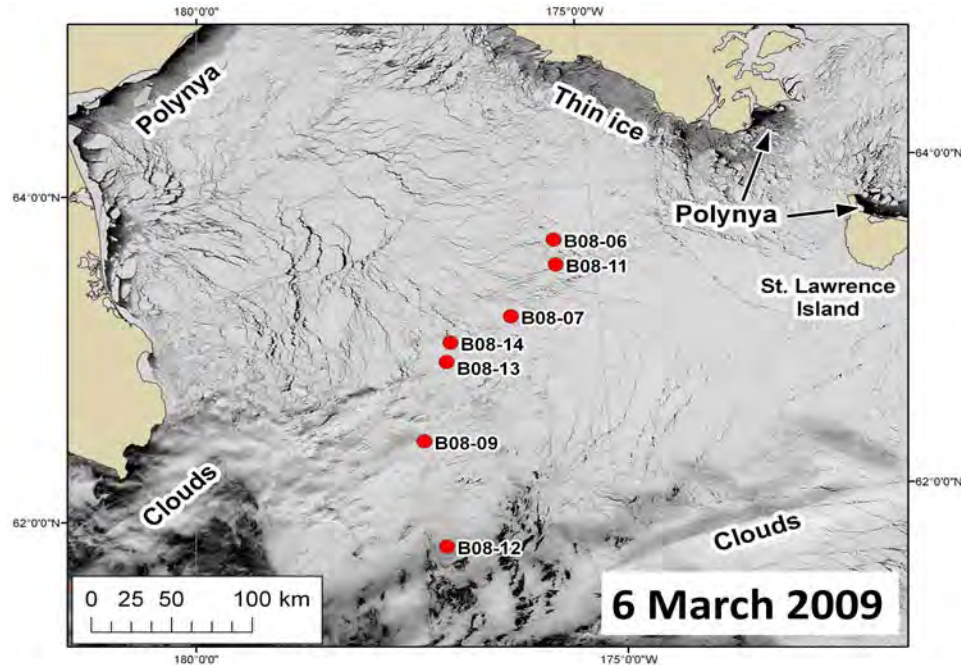 180°0'0"
175°0'0"W
Polynya
Thin ice
64°0'0"N
64°0'0"N
Polynya
B08-06
B08-11
St. Lawrence
Island
B08-07
B08-14
B08-13
B08-09
62°0'0"N
Clouds
62°0'0"N
Clouds
B08-12
0 25 50 100 km
6 March 2009
180°0'0"
175°0'0"W